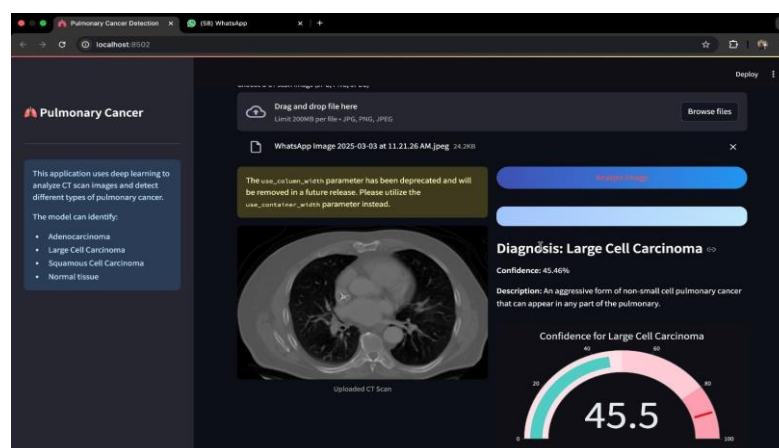 Pulmonary Cancer Detection
(58) WhatsApp
localhost:8502
Deploy
Pulmonary Cancer
This application uses deep learning to
analyze CT scan images and detect
different types of pulmonary cancer.
The model can identify:
Adenocarcinoma
Large Cell Carcinoma
Squamous Cell Carcinoma
Normal tissue
Drag and drop file here
Limit 200MB per file • JPG, PNG, JPEG
Browse files
WhatsApp Image 2025-03-03 at 11.21.26 AM.jpeg 24.2KB
The use_column_width parameter has been deprecated and will
be removed in a future release. Please utilize the
use_container_width parameter instead.
Uploaded CT Scan
Analyze Image
Diagnosis: Large Cell Carcinoma
Confidence: 45.46%
Description: An aggressive form of non-small cell pulmonary cancer
that can appear in any part of the pulmonary.
Confidence for Large Cell Carcinoma
0
20
40
60
80
100
45.5